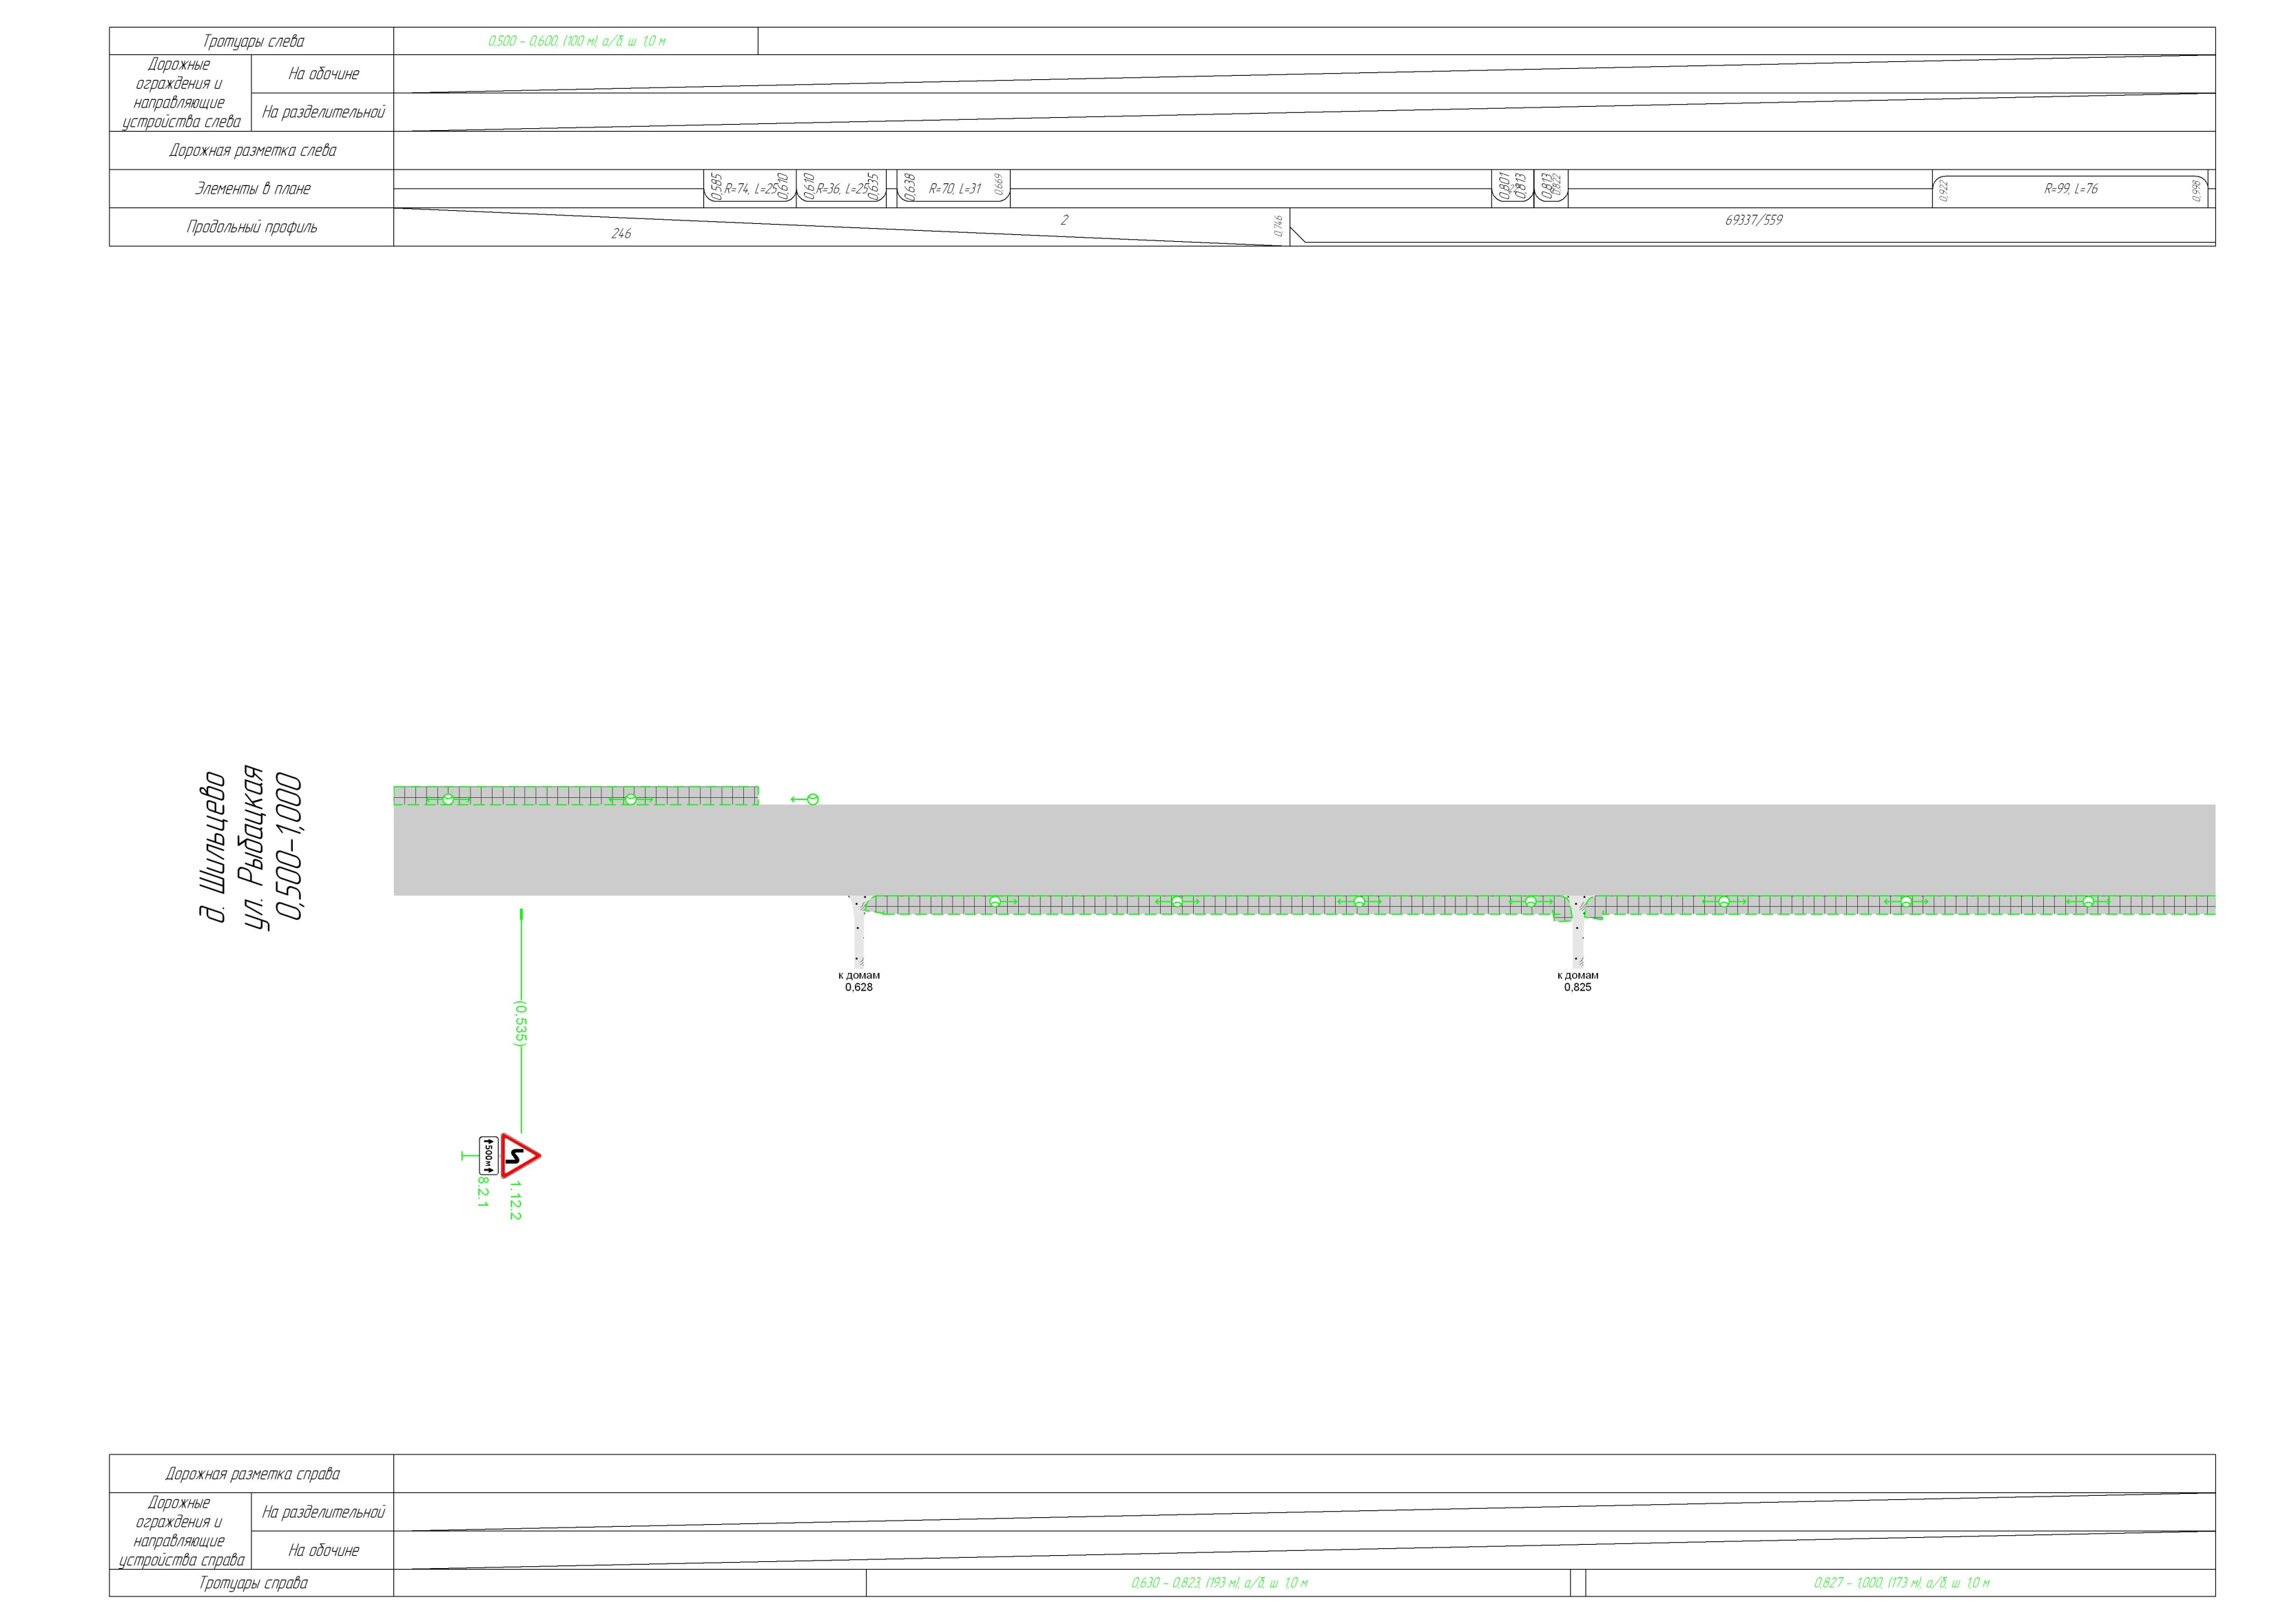 Тротуары слева
0,500 - 0,600, (100 м), а/б, ш. 1,0 м
Дорожные
ограждения и
направляющие
устройства слева
На обочине
На разделительной
Дорожная разметка слева
Элементы в плане
0,585
R=74, L=25
0,610
0,610
R=36, L=25
0,635
0,638
R=70, L=31
0,669
0,801
0,813
0,813
0,822
0,922
R=99, L=76
0,998
Продольный профиль
246
2
0,746
69337/559
д. Шильцево
ул. Рыбацкая
0,500-1,000
к домам
0,628
к домам
0,825
(0,535)
500м
8.2.1
1.12.2
Дорожная разметка справа
Дорожные
ограждения и
направляющие
устройства справа
На разделительной
На обочине
Тротуары справа
0,630 - 0,823, (193 м), а/б, ш. 1,0 м
0,827 - 1,000, (173 м), а/б, ш. 1,0 м